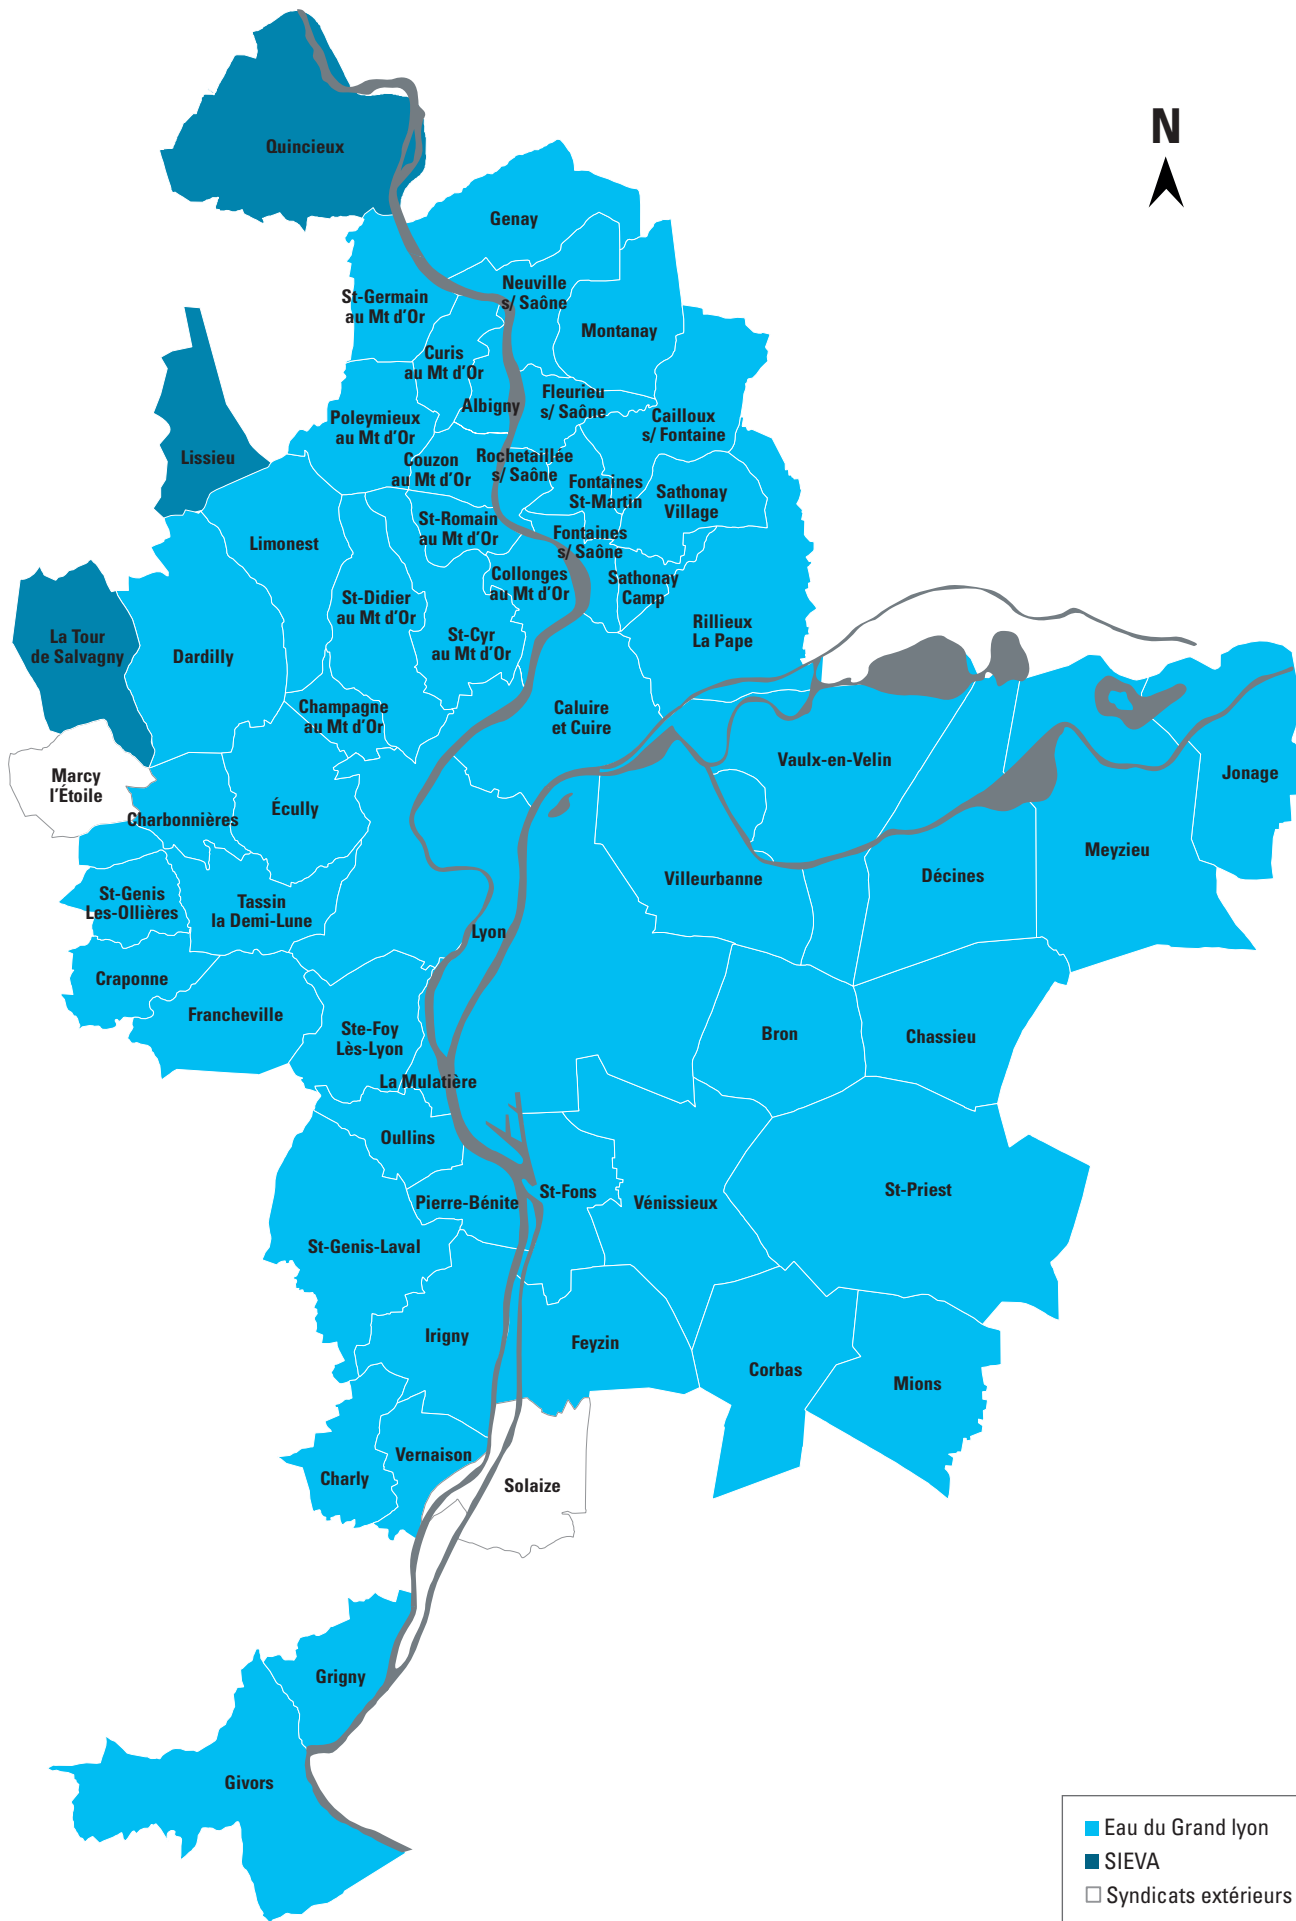 N
Quincieux
Genay
Neuville
s/ Saône
St-Germain
au Mt d'Or
Montanay
Curis
au Mt d'Or
Fleurieu
s/ Saône
Albigny
Poleymieux
au Mt d'Or
Cailloux
s/ Fontaine
Lissieu
Couzon
au Mt d'Or
Rochetaillée
s/ Saône
Fontaines
St-Martin
Sathonay
Village
St-Romain
au Mt d'Or
Limonest
Fontaines
s/ Saône
Collonges
au Mt d'Or
Sathonay
Camp
St-Didier
au Mt d'Or
Rillieux
La Pape
La Tour
de Salvagny
St-Cyr
au Mt d'Or
Dardilly
Champagne
au Mt d'Or
Caluire
et Cuire
Vaulx-en-Velin
Marcy
l'Étoile
Jonage
Écully
Charbonnières
Meyzieu
Villeurbanne
Décines
St-Genis
Les-Ollières
Tassin
la Demi-Lune
Lyon
Craponne
Francheville
Ste-Foy
Lès-Lyon
Bron
Chassieu
La Mulatière
Oullins
St-Priest
St-Fons
Pierre-Bénite
Vénissieux
St-Genis-Laval
Irigny
Feyzin
Corbas
Mions
Vernaison
Charly
Solaize
Grigny
Givors
Eau du Grand lyon
SIEVA
Syndicats extérieurs